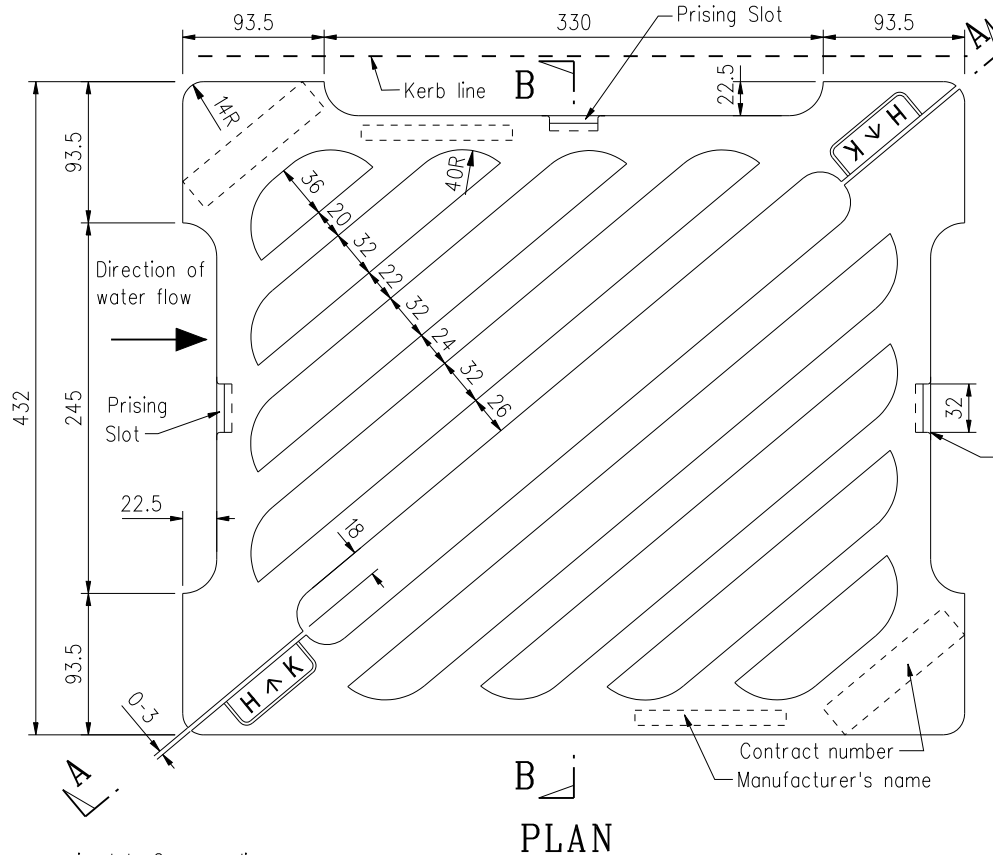 93.5
330
93.5
Prising Slot
A
Kerb line
B
22.5
14R
H ↑ K
93.5
40R
36
20
32
22
32
24
32
26
Direction of
water flow
432
245
Prising
Slot
32
22.5
18
93.5
H ↑ K
0-3
A
B
Contract number
Manufacturer's name
PLAN